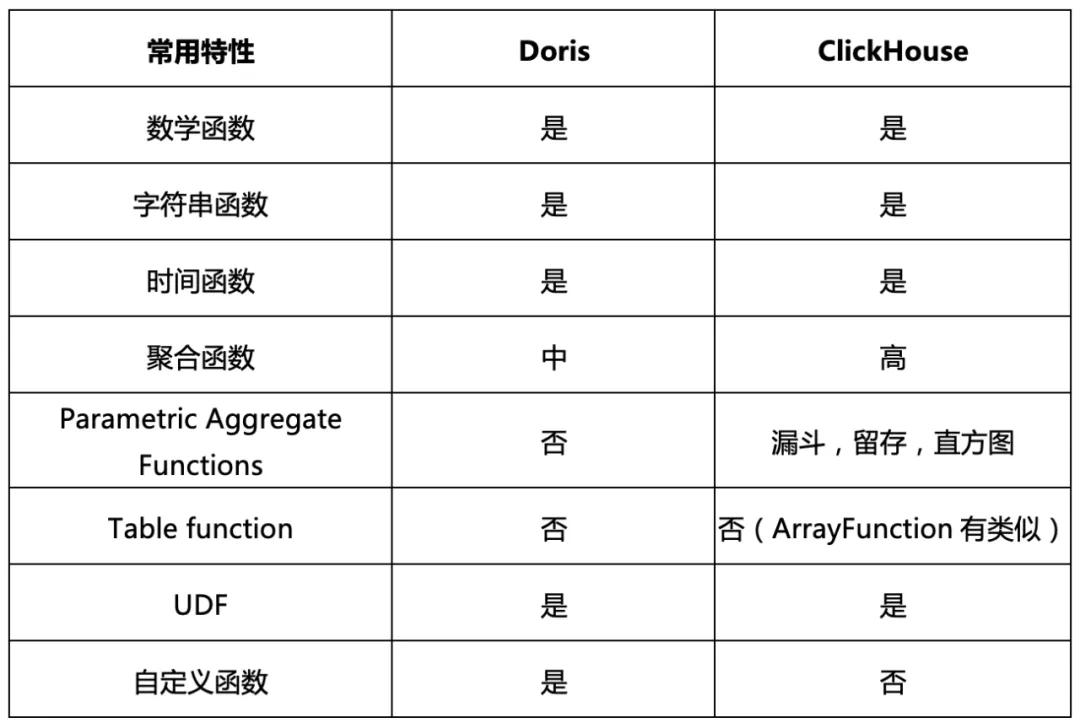 常用特性 Doris ClickHouse
数学函数 是 是
字符串函数 是 是
时间函数 是 是
聚合函数 中 高
Parametric Aggregate
Functions 否 漏斗，留存，直方图
Table function 否 否（ArrayFunction 有类似）
UDF 是 是
自定义函数 是 否